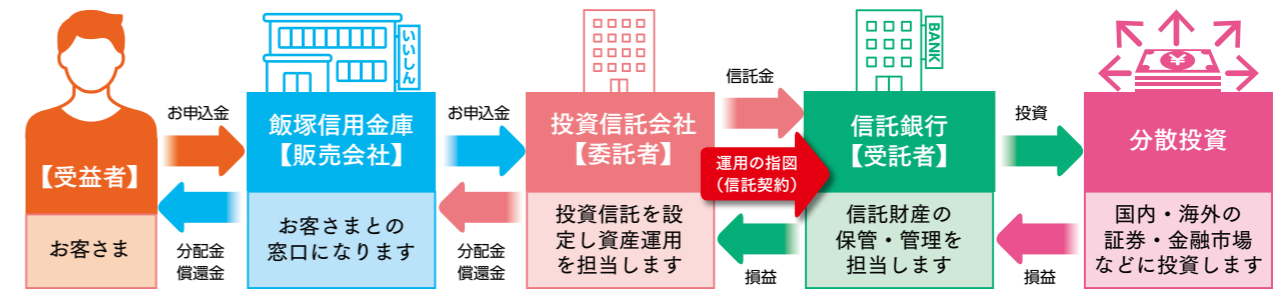 【受益者】
お客さま
お申込金
分配金
償還金
いいしん
飯塚信用金庫
【販売会社】
お客さまとの
窓口になります
お申込金
分配金
償還金
投資信託会社
【委託者】
投資信託を設
定し資産運用
を担当します
信託金
運用の指図
（信託契約）
損益
BANK
信託銀行
【受託者】
信託財産の
保管・管理を
担当します
投資
損益
¥
分散投資
国内・海外の
証券・金融市場
などに投資します